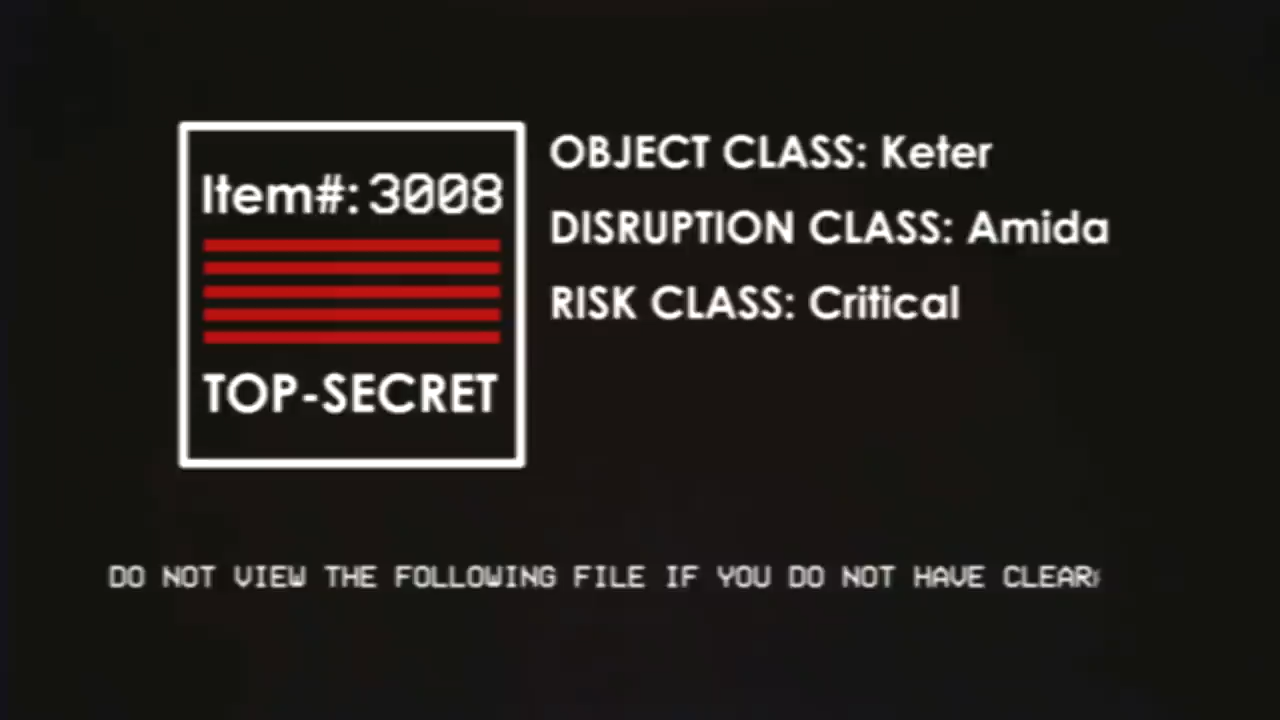 Item#: 3008
TOP-SECRET
OBJECT CLASS: Keter
DISRUPTION CLASS: Amida
RISK CLASS: Critical
DO NOT VIEW THE FOLLOWING FILE IF YOU DO NOT HAVE CLEAR